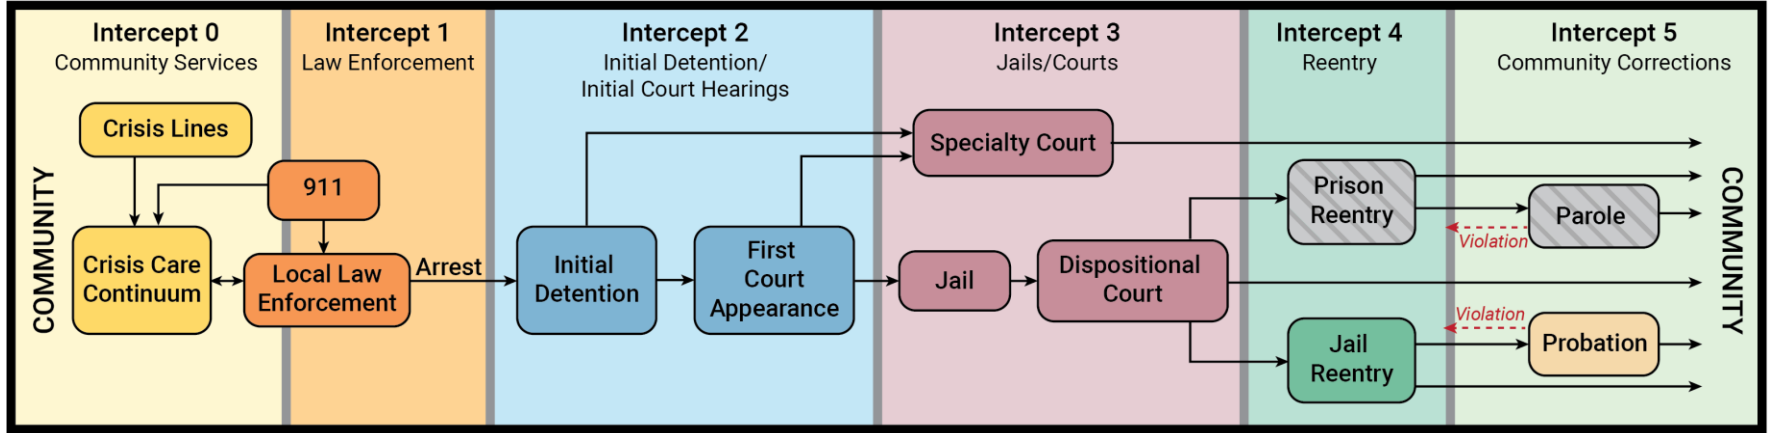 Intercept 0
Community Services
Intercept 1
Law Enforcement
Intercept 2
Initial Detention/
Initial Court Hearings
Intercept 3
Jails/Courts
Intercept 4
Reentry
Intercept 5
Community Corrections
COMMUNITY
Crisis Lines
911
Crisis Care
Continuum
Local Law
Enforcement
Arrest
Initial
Detention
First
Court
Appearance
Specialty Court
Jail
Dispositional
Court
Prison
Reentry
Parole
Violation
Jail
Reentry
Violation
Probation
COMMUNITY